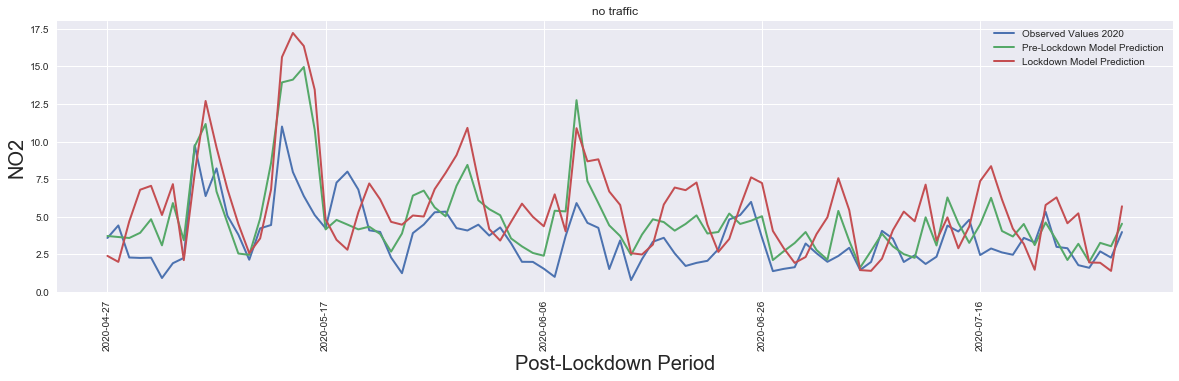 no traffic
Observed Values 2020
Pre-Lockdown Model Prediction
Lockdown Model Prediction
NO2
17.5
15.0
12.5
10.0
7.5
5.0
2.5
0.0
2020-04-27
2020-05-17
2020-06-06
2020-06-26
2020-07-16
Post-Lockdown Period